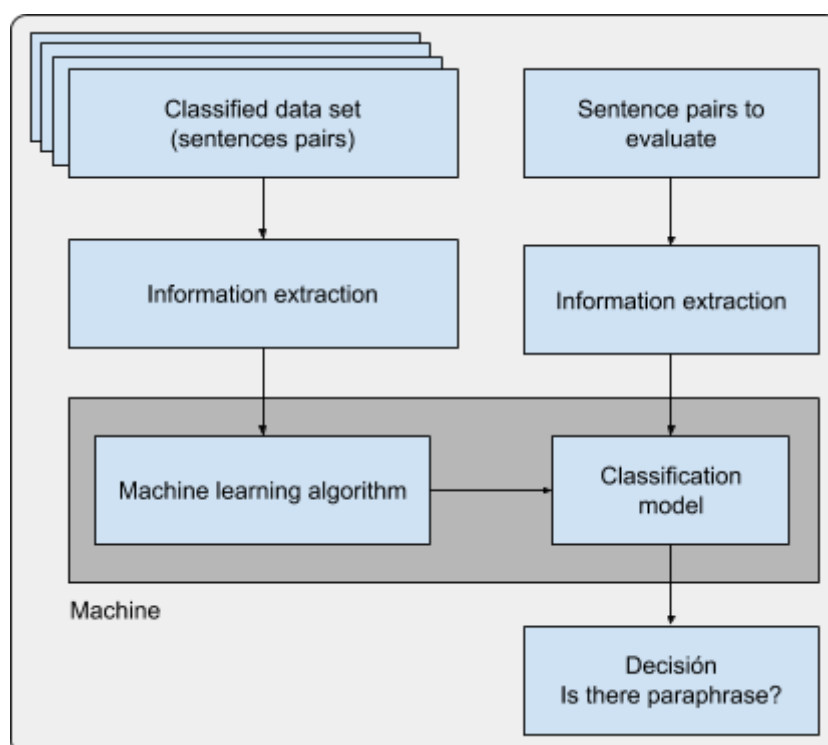 Classified data set
(sentences pairs)
Sentence pairs to
evaluate
Information extraction
Information extraction
Machine learning algorithm
Classification
model
Machine
Decisión
Is there paraphrase?